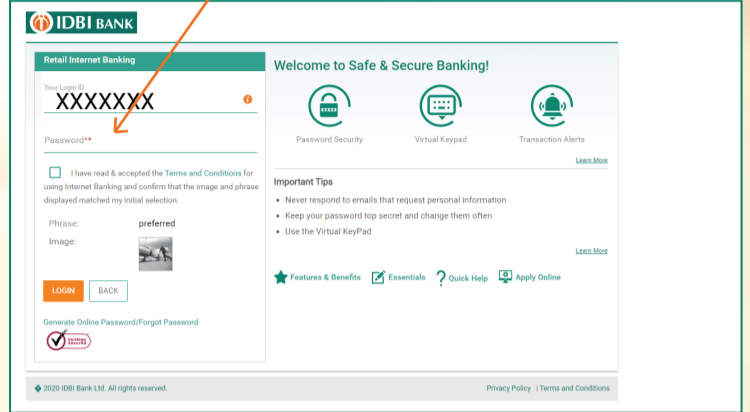 IDBI BANK
Retail Internet Banking
Your Login ID
XXXXXXX
Password**
I have read & accepted the Terms and Conditions for
using Internet Banking and confirm that the image and phrase
displayed matched my initial selection.
Phrase: preferred
Image:
LOGIN BACK
Generate Online Password/Forgot Password
VeriSign
Secured
Welcome to Safe & Secure Banking!
Password Security Virtual Keypad Transaction Alerts
Learn More
Important Tips
• Never respond to emails that request personal information
• Keep your password top secret and change them often
• Use the Virtual KeyPad
Learn More
Features & Benefits Essentials Quick Help Apply Online
� 2020 IDBI Bank Ltd. All rights reserved. Privacy Policy | Terms and Conditions